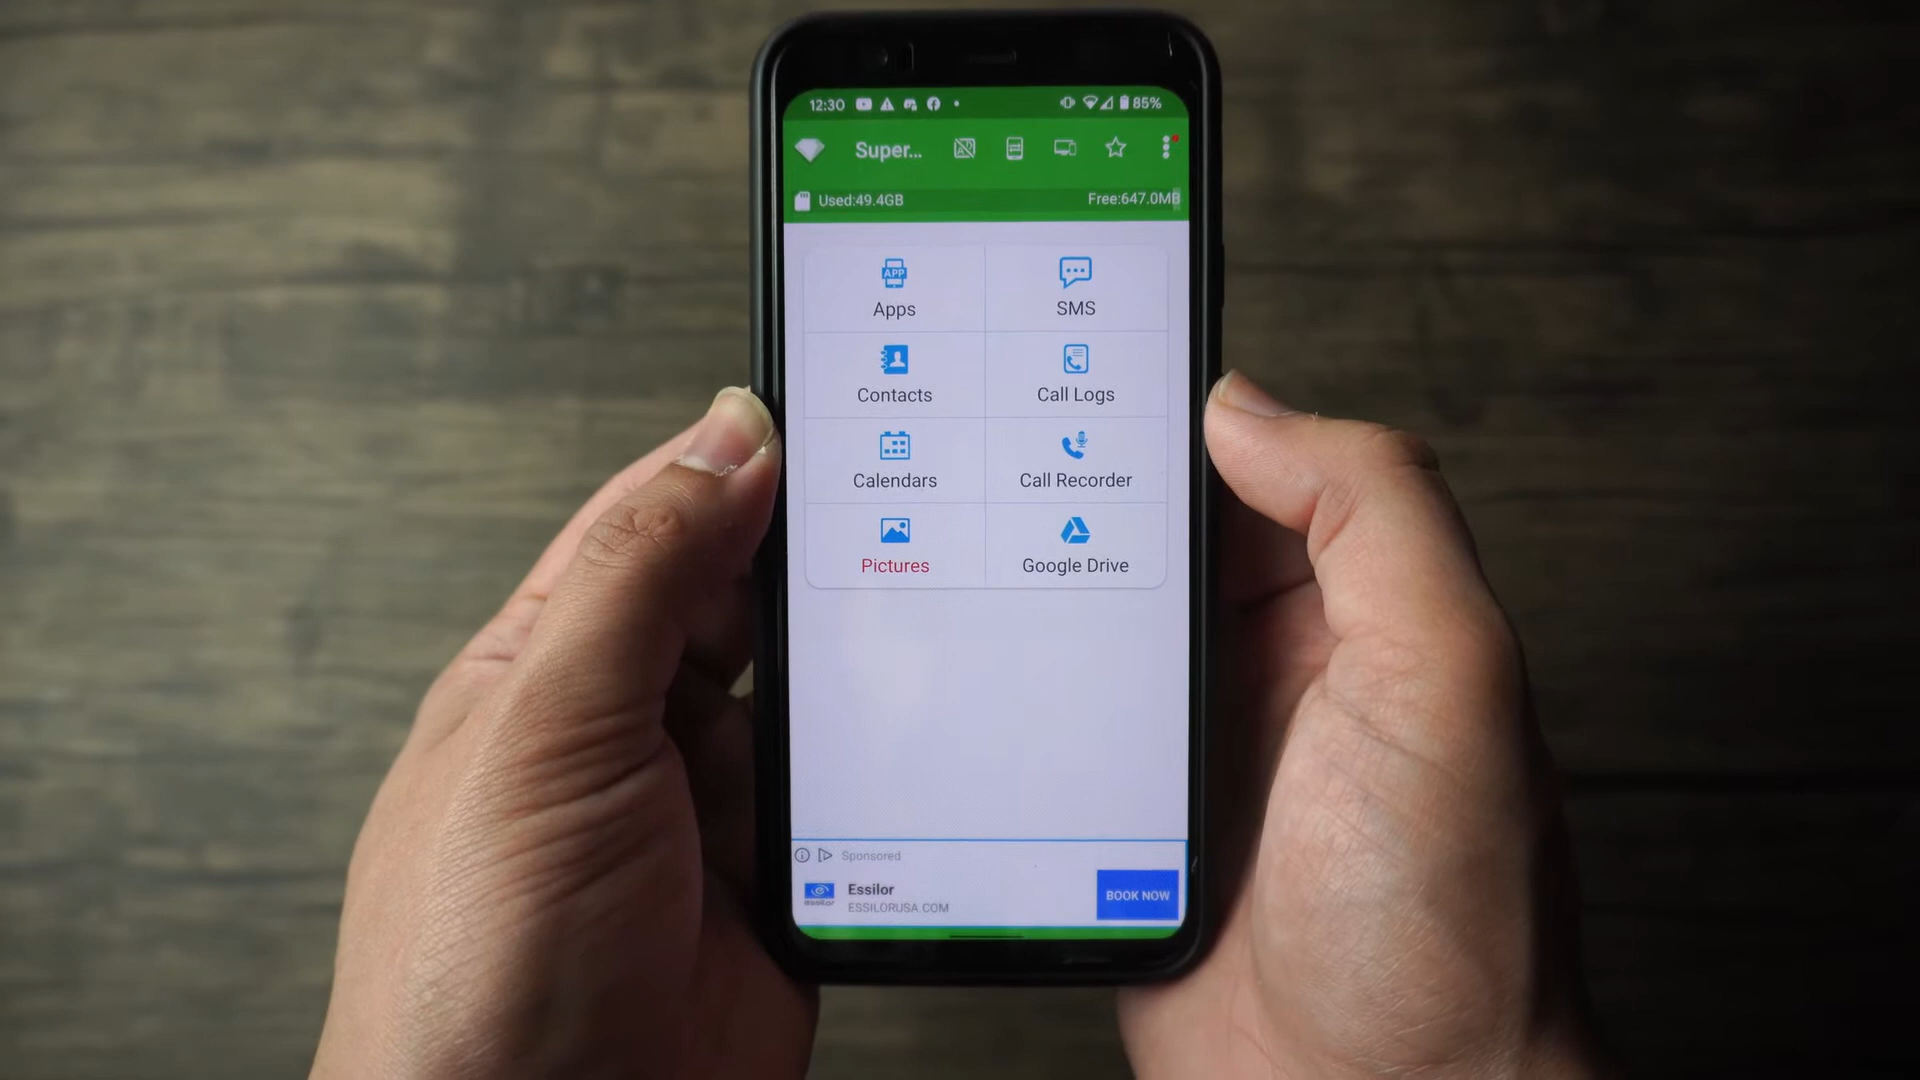 12:30 85%
Super...
Used:49.4GB Free:647.0MB
APP
Apps SMS
Contacts Call Logs
Calendars Call Recorder
Pictures Google Drive
Sponsored
Essilor
essilor
ESSILORUSA.COM
BOOK NOW